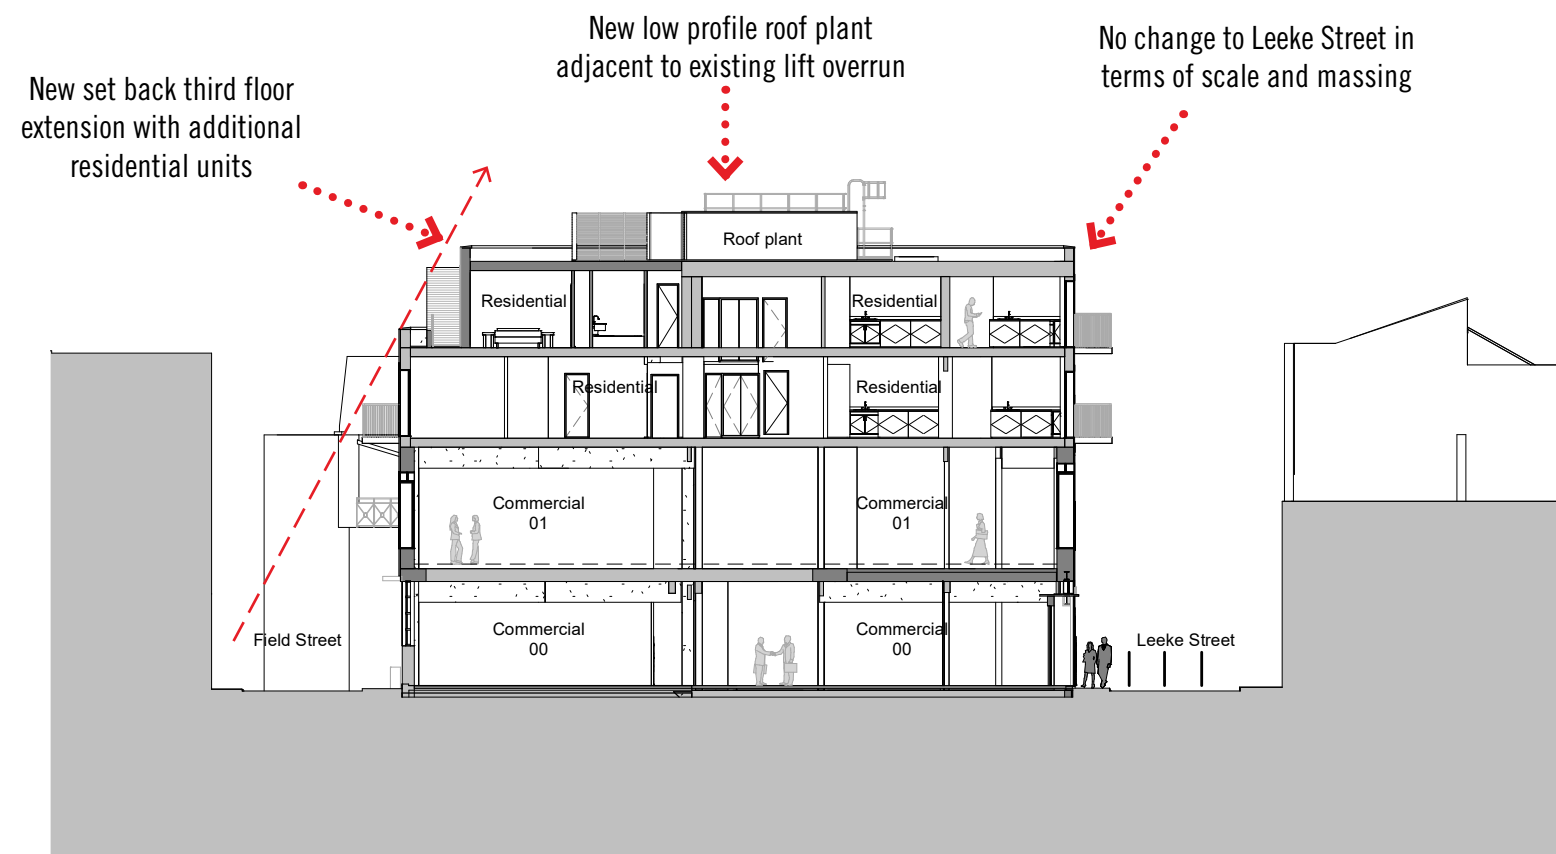 New low profile roof plant
adjacent to existing lift overrun
No change to Leeke Street in
terms of scale and massing
New set back third floor
extension with additional
residential units
Roof plant
Residential
Residential
Residential
Residential
Commercial
01
Commercial
01
Commercial
00
Commercial
00
Field Street
Leeke Street